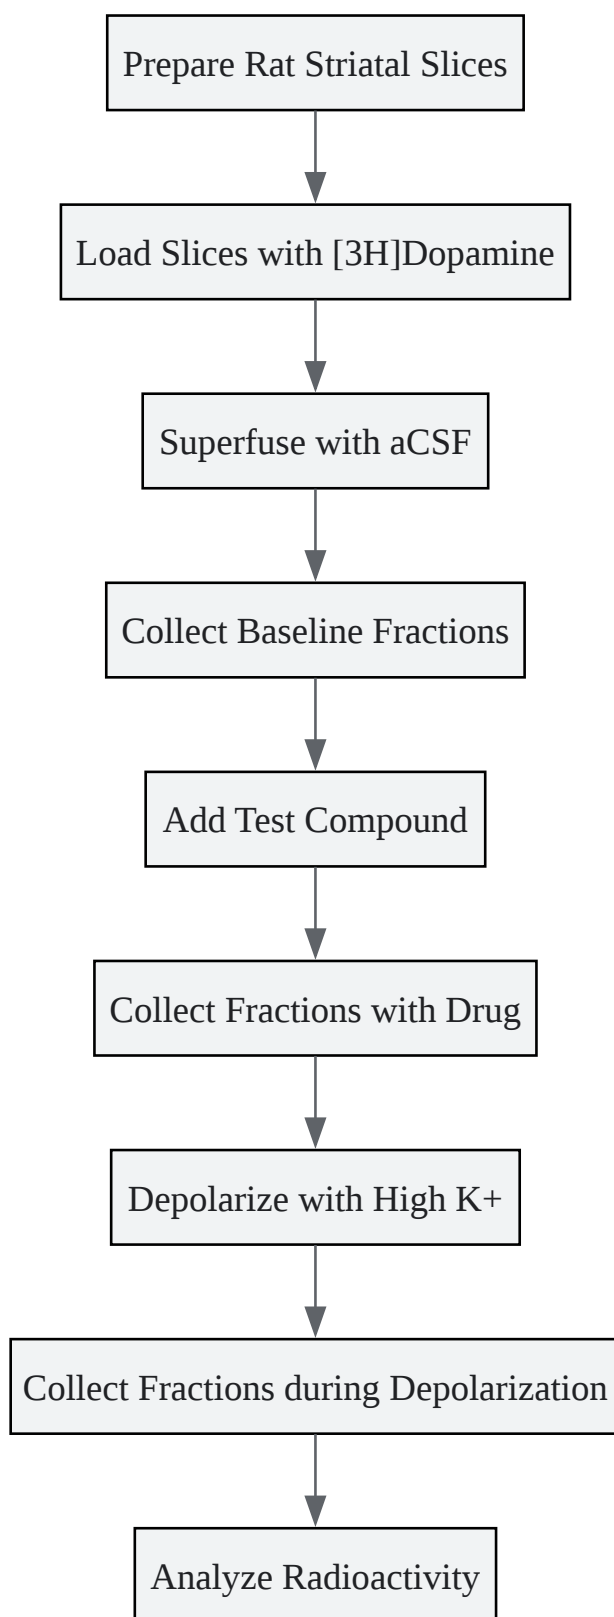 Prepare Rat Striatal Slices
Load Slices with [3H]Dopamine
Superfuse with aCSF
Collect Baseline Fractions
Add Test Compound
Collect Fractions with Drug
Depolarize with High K+
Collect Fractions during Depolarization
Analyze Radioactivity